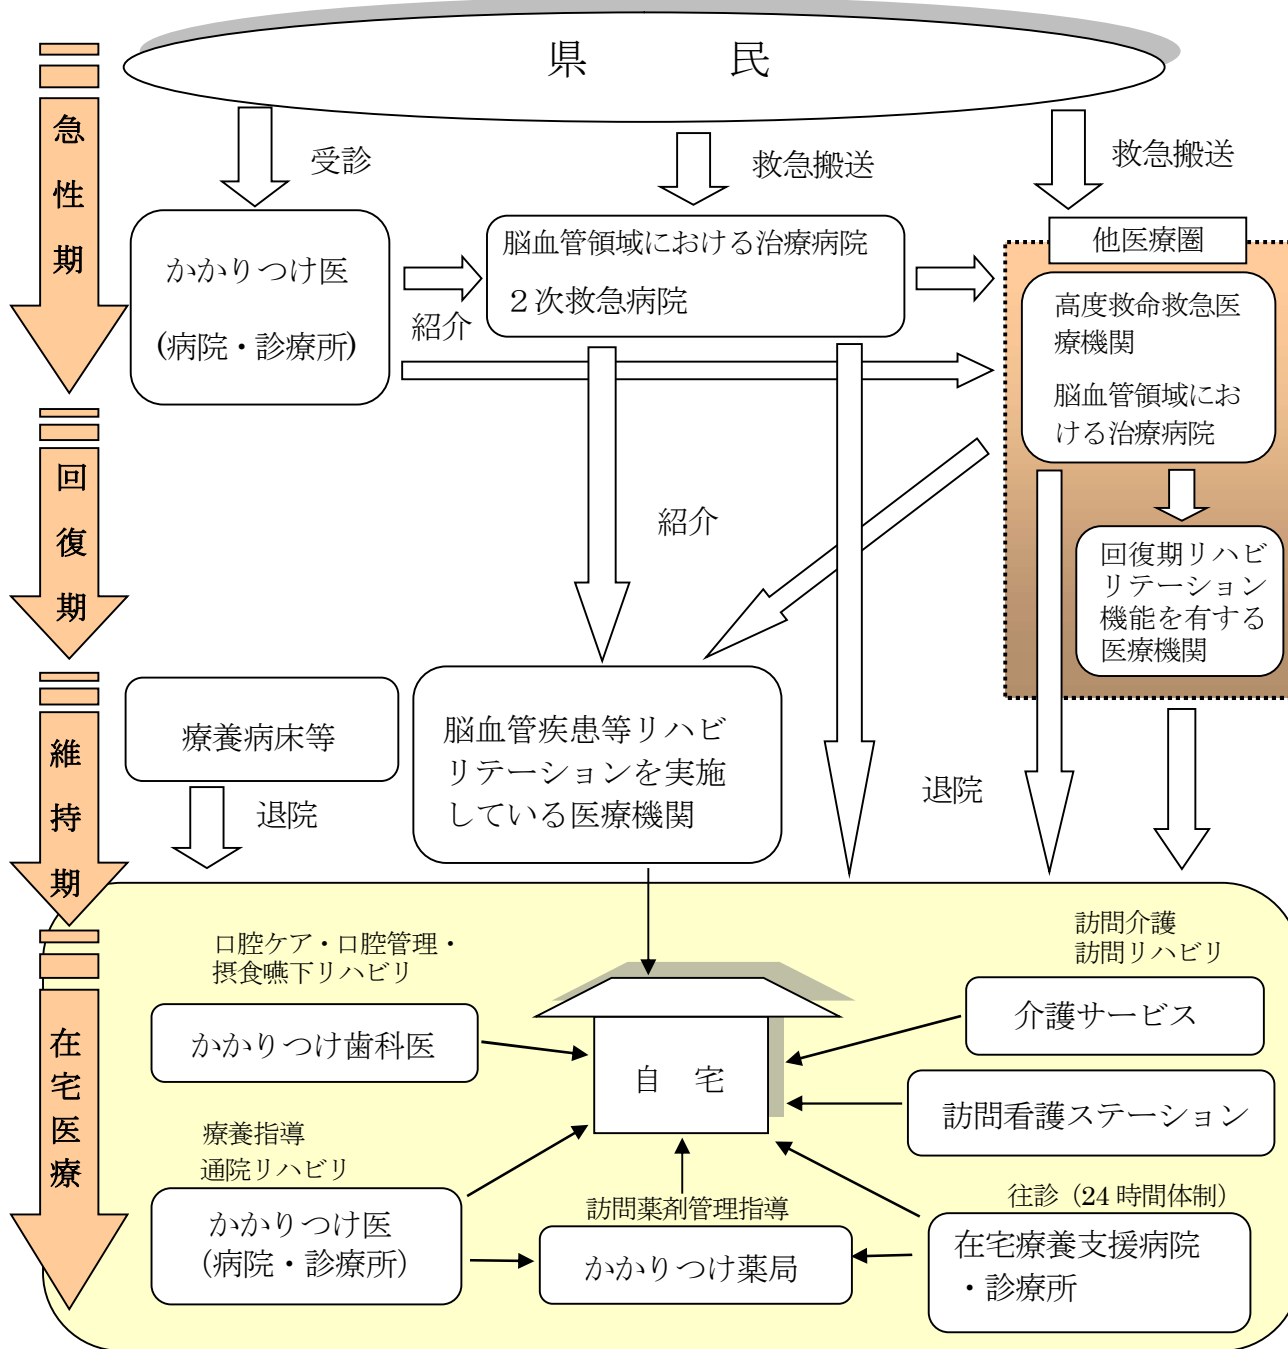 県　民
急性期
受診
救急搬送
救急搬送
かかりつけ医
(病院・診療所)
紹介
脳血管領域における治療病院
２次救急病院
他医療圏
高度救命救急医
療機関
脳血管領域にお
ける治療病院
回復期
紹介
回復期リハビ
リテーション
機能を有する
医療機関
維持期
療養病床等
退院
脳血管疾患等リハビ
リテーションを実施
している医療機関
退院
在宅医療
口腔ケア・口腔管理・
摂食嚥下リハビリ
かかりつけ歯科医
訪問介護
訪問リハビリ
介護サービス
自　宅
訪問看護ステーション
療養指導
通院リハビリ
かかりつけ医
(病院・診療所)
訪問薬剤管理指導
かかりつけ薬局
往診（24時間体制）
在宅療養支援病院
・診療所